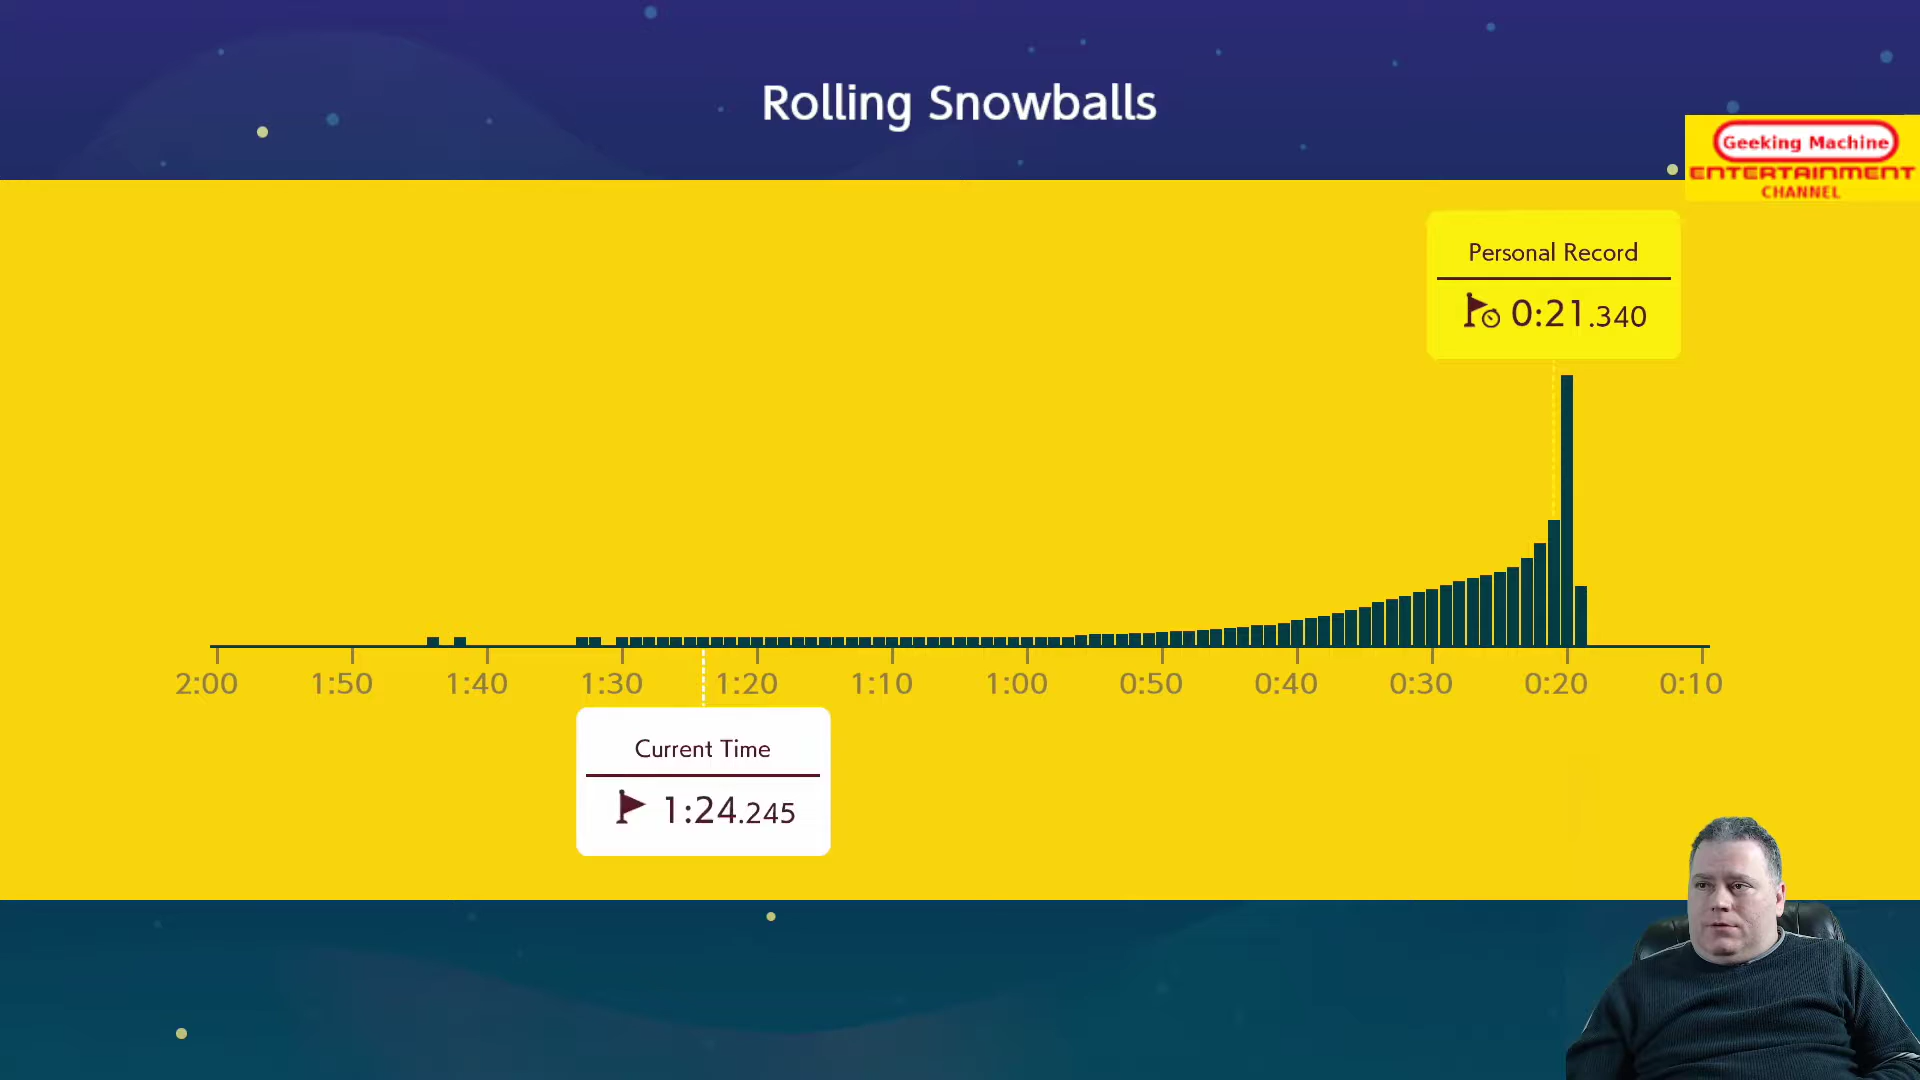 Rolling Snowballs
Geeking Machine
ENTERTAINMENT
CHANNEL
Personal Record
0:21.340
2:00 1:50 1:40 1:30 1:20 1:10 1:00 0:50 0:40 0:30 0:20 0:10
Current Time
1:24.245